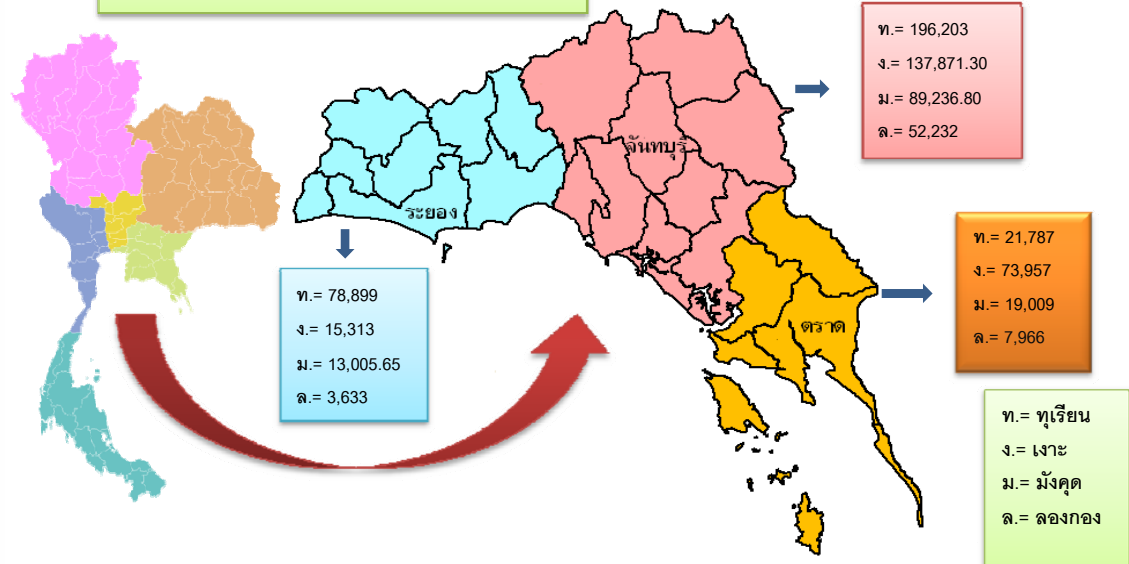 ท.= 196,203
ง.= 137,871.30
ม.= 89,236.80
ล.= 52,232
จันทบุรี
ระยอง
ท.= 78,899
ง.= 15,313
ม.= 13,005.65
ล.= 3,633
ท.= 21,787
ง.= 73,957
ม.= 19,009
ล.= 7,966
ตราด
ท.= ทุเรียน
ง.= เงาะ
ม.= มังคุด
ล.= ลองกอง